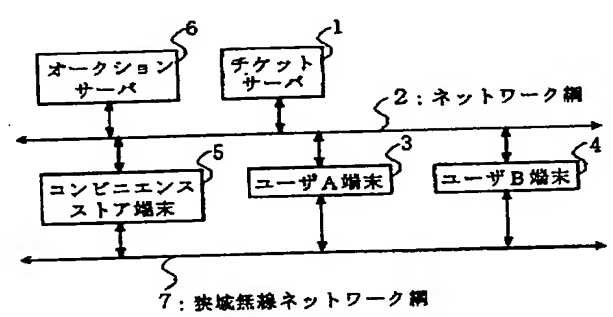 6
オークション
サーバ
1
チケット
サーバ
2：ネットワーク網
5
コンビニエンス
ストア端末
3
ユーザA端末
4
ユーザB端末
7：狭域無線ネットワーク網